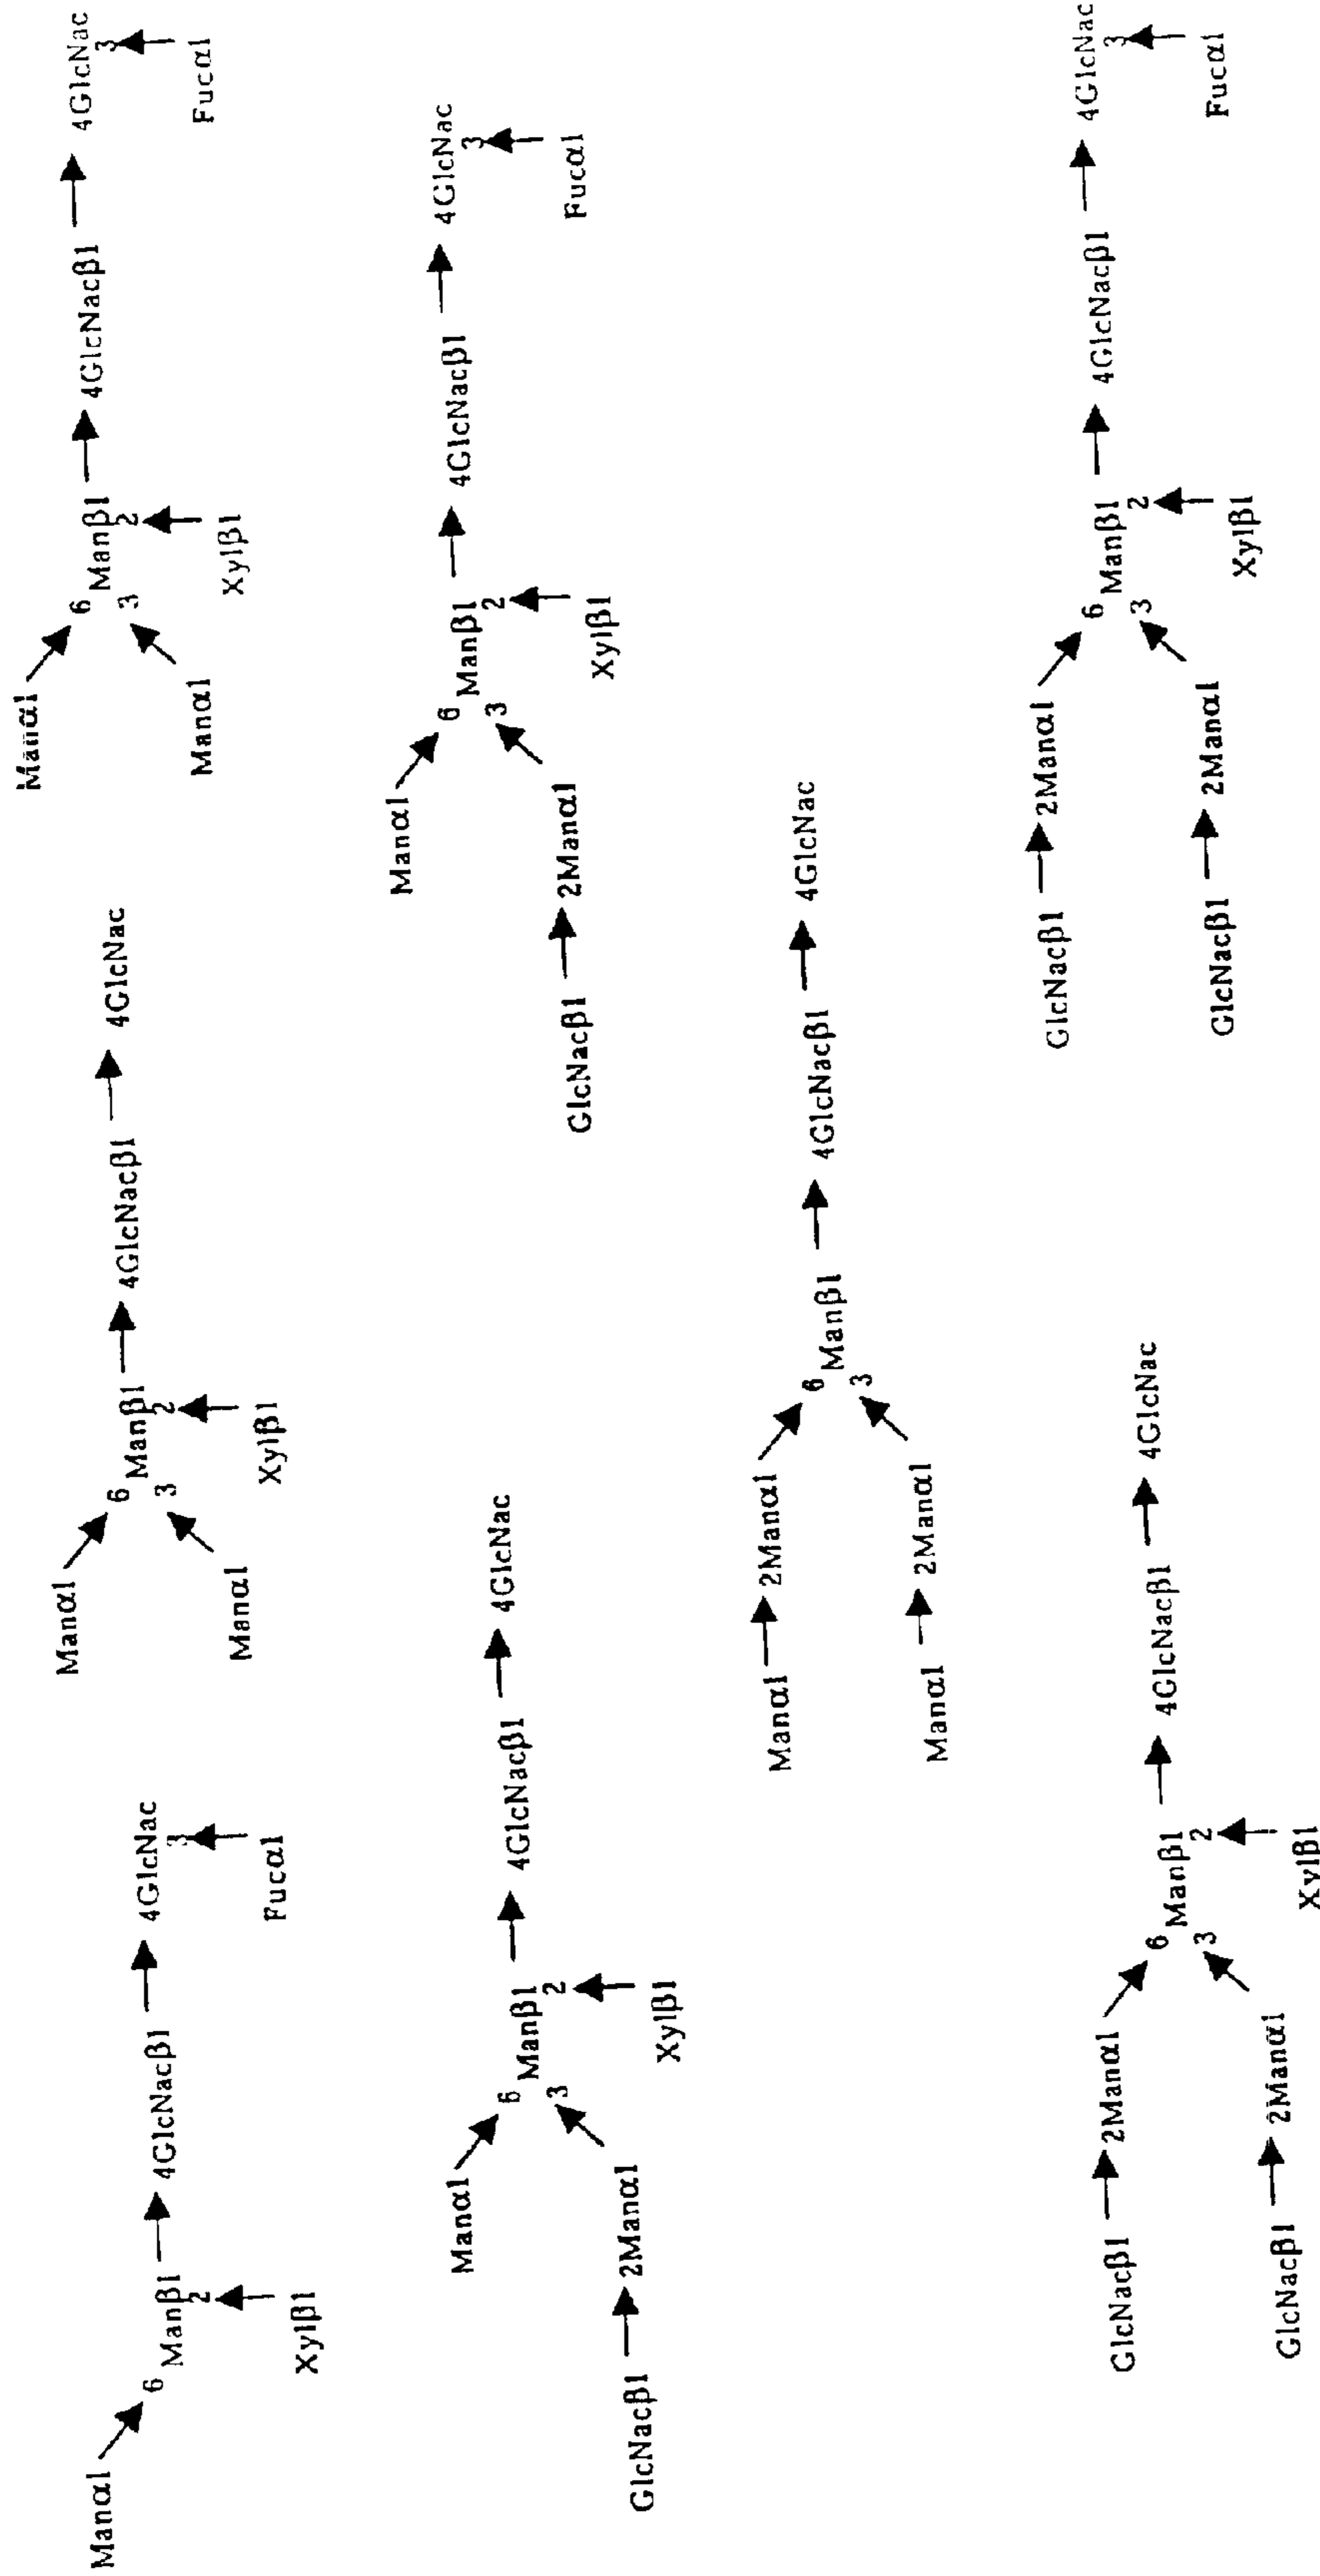 Manα1
6
Manβ1 4GlcNacβ1 4GlcNac
2 3
Xylβ1 Fucα1
Manα1
6
Manβ1 4GlcNacβ1 4GlcNac
3 2
Manα1 Xylβ1
Manα1
6
Manβ1 4GlcNacβ1 4GlcNac
3 2 3
Manα1 Xylβ1 Fucα1
Manα1
6
Manβ1 4GlcNacβ1 4GlcNac
3 2
GlcNacβ1 2Manα1 Xylβ1
Manα1
6
Manβ1 4GlcNacβ1 4GlcNac
3 2 3
GlcNacβ1 2Manα1 Xylβ1 Fucα1
Manα1 2Manα1
6
Manβ1 4GlcNacβ1 4GlcNac
3
Manα1 2Manα1
GlcNacβ1 2Manα1
6
Manβ1 4GlcNacβ1 4GlcNac
3 2
GlcNacβ1 2Manα1 Xylβ1
GlcNacβ1 2Manα1
6
Manβ1 4GlcNacβ1 4GlcNac
3 2 3
GlcNacβ1 2Manα1 Xylβ1 Fucα1